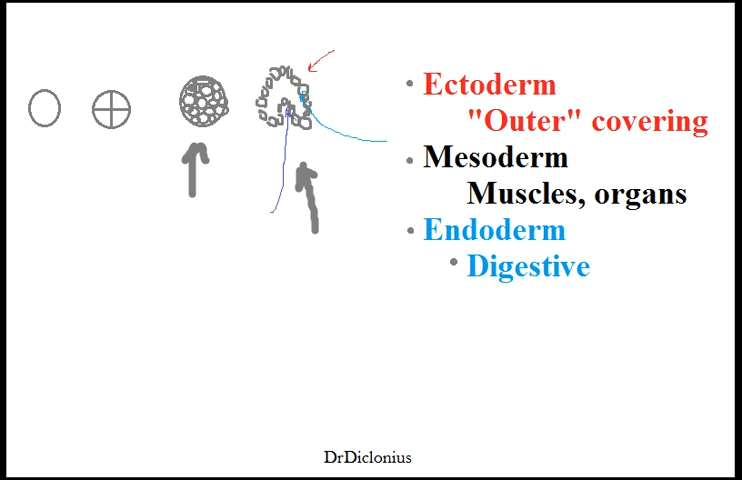 Ectoderm
"Outer" covering
Mesoderm
Muscles, organs
Endoderm
Digestive
DrDiclonius